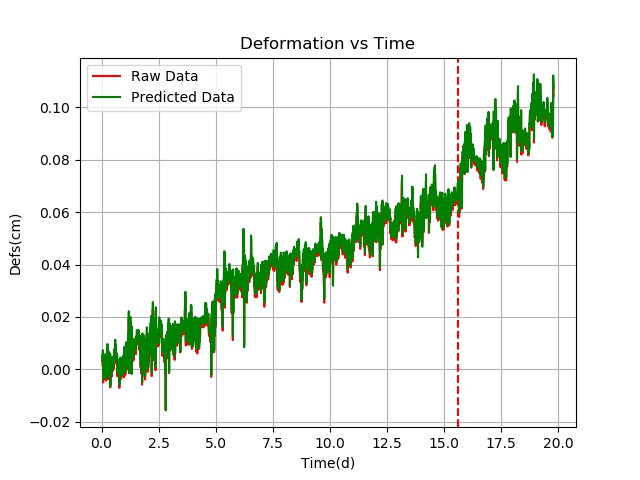 Deformation vs Time
Raw Data
Predicted Data
0.10
0.08
0.06
0.04
0.02
0.00
−0.02
Defs(cm)
0.0 2.5 5.0 7.5 10.0 12.5 15.0 17.5 20.0
Time(d)